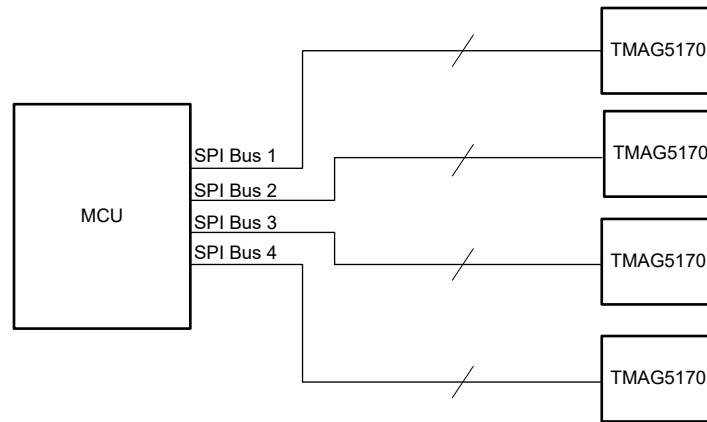 TMAG5170
SPI Bus 1
TMAG5170
SPI Bus 2
MCU
SPI Bus 3
SPI Bus 4
TMAG5170
TMAG5170